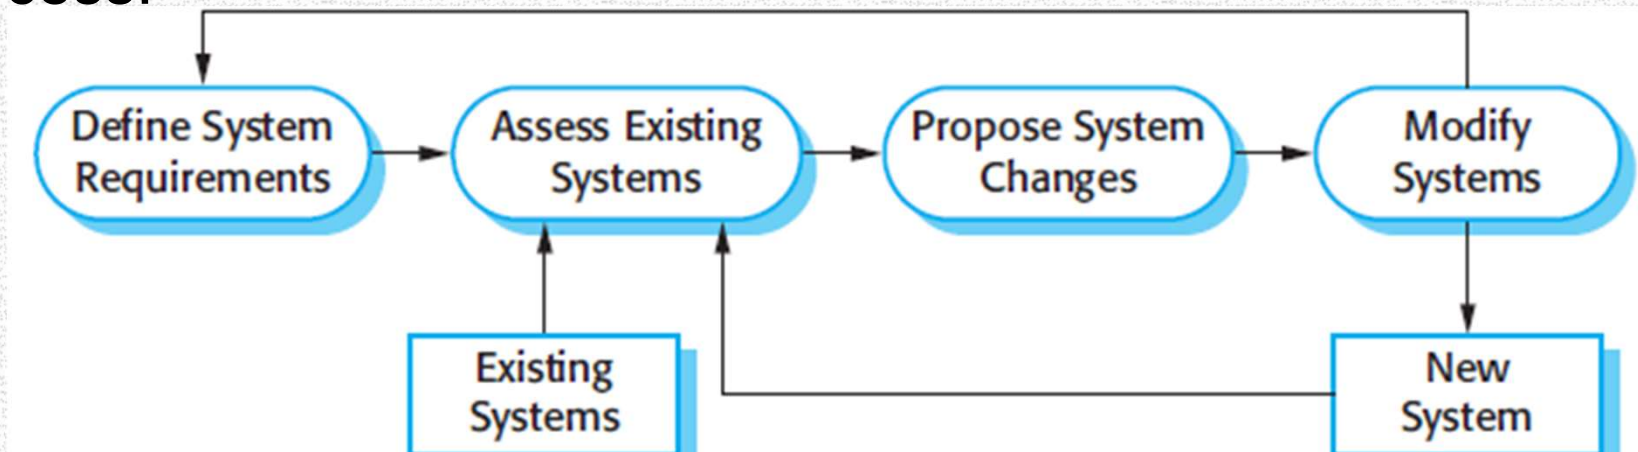 Define System
Requirements
Assess Existing
Systems
Propose System
Changes
Modify
Systems
Existing
Systems
New
System